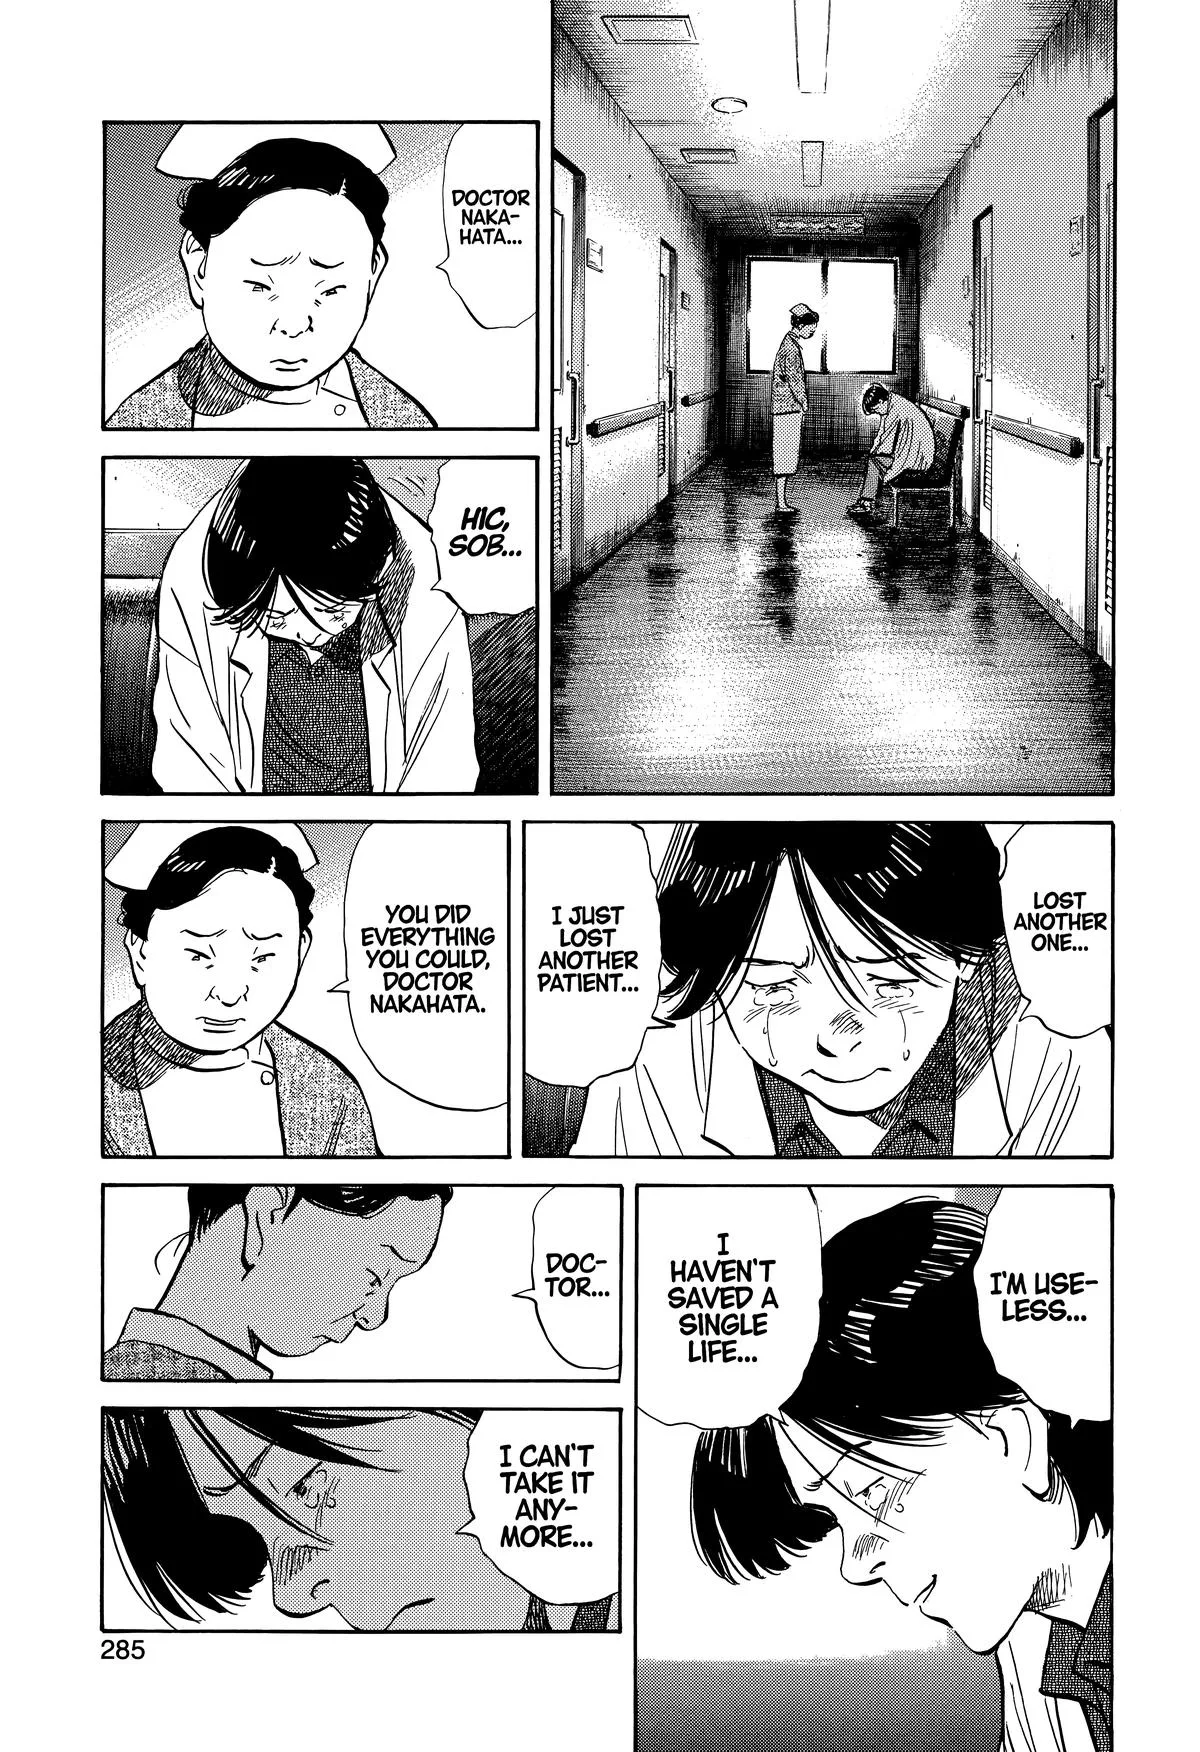 DOCTOR
NAKA-
HATA...
HIC,
SOB...
LOST
ANOTHER
ONE...
I JUST
LOST
ANOTHER
PATIENT...
YOU DID
EVERYTHING
YOU COULD,
DOCTOR
NAKAHATA.
I'M USE-
LESS...
I
HAVEN'T
SAVED A
SINGLE
LIFE...
DOC-
TOR...
I CAN'T
TAKE IT
ANY-
MORE...
285